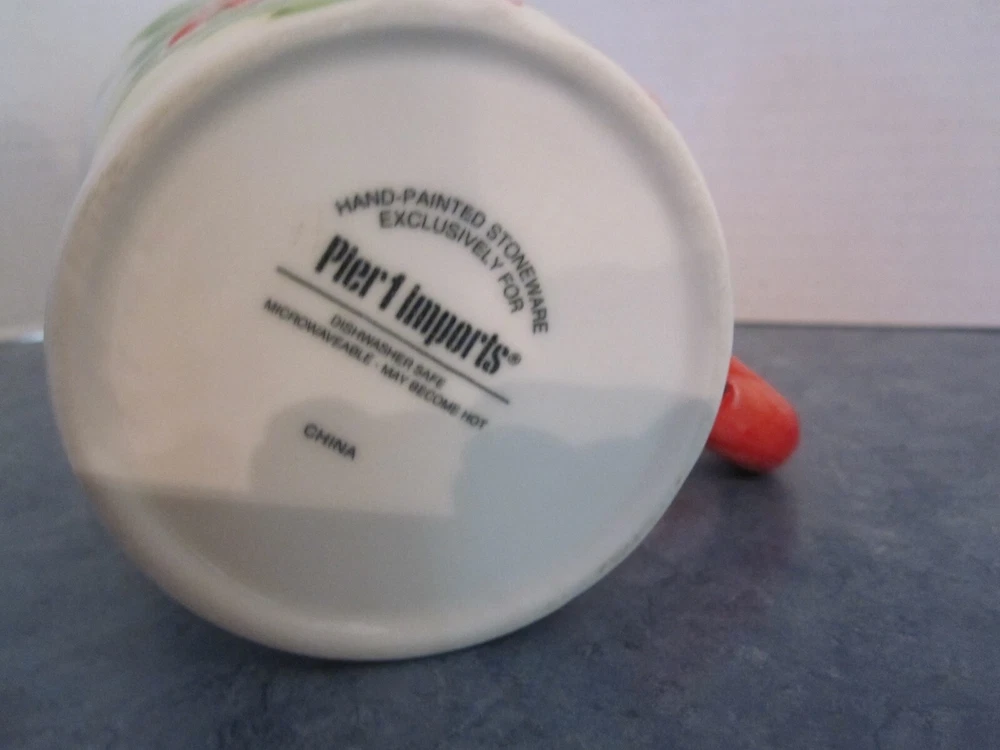 HAND-PAINTED STONEWARE
EXCLUSIVELY FOR
Pier 1 imports®
DISHWASHER SAFE
MICROWAVEABLE - MAY BECOME HOT
CHINA